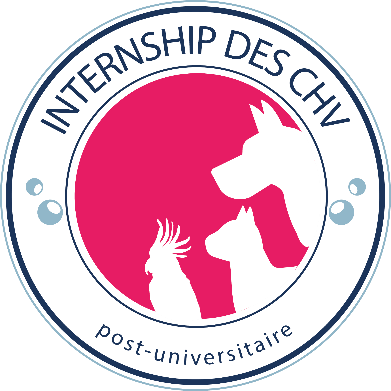 INTERNSHIP DES CHV
post-universitaire